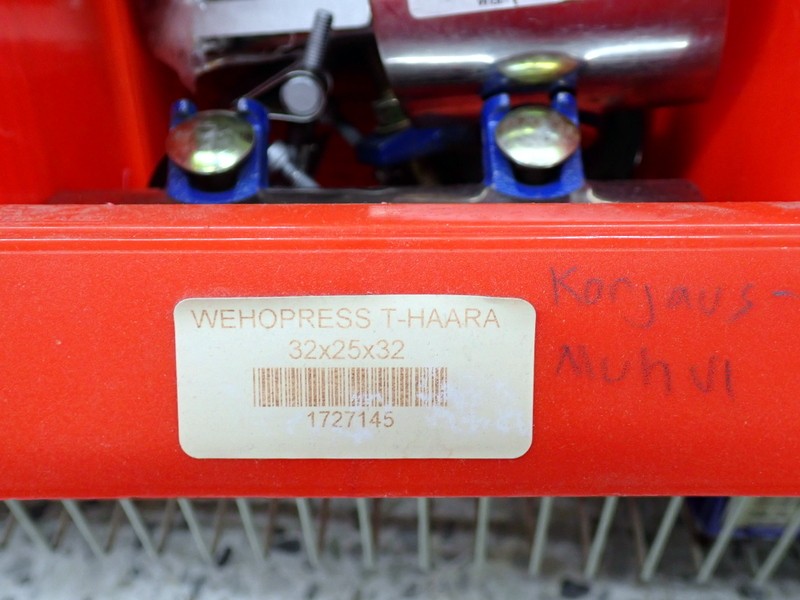 WEHOPRESS T-HAARA
32x25x32
1727145
Korjaus-
Muhvi